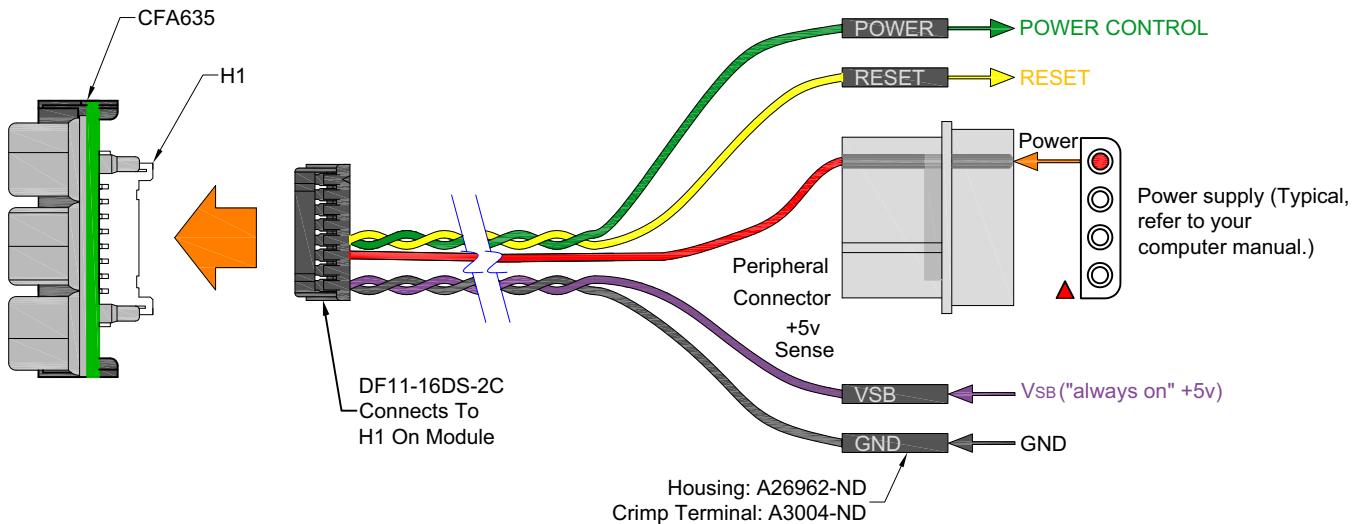 CFA635
H1
POWER
POWER CONTROL
RESET
RESET
Power
Power supply (Typical,
refer to your
computer manual.)
Peripheral
Connector
+5v
Sense
DF11-16DS-2C
Connects To
H1 On Module
VSB
VSB ("always on" +5v)
GND
GND
Housing: A26962-ND
Crimp Terminal: A3004-ND